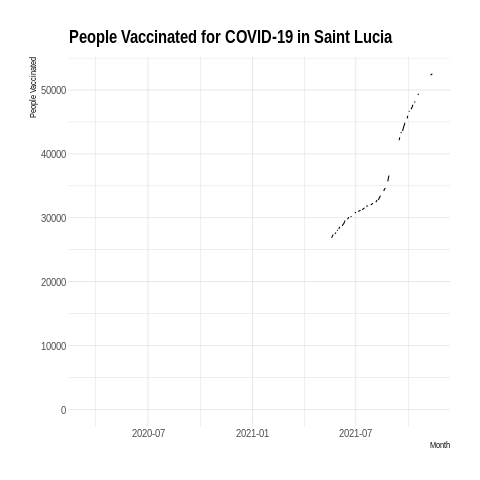 People Vaccinated for COVID-19 in Saint Lucia
People Vaccinated
50000
40000
30000
20000
10000
0
2020-07 2021-01 2021-07
Month